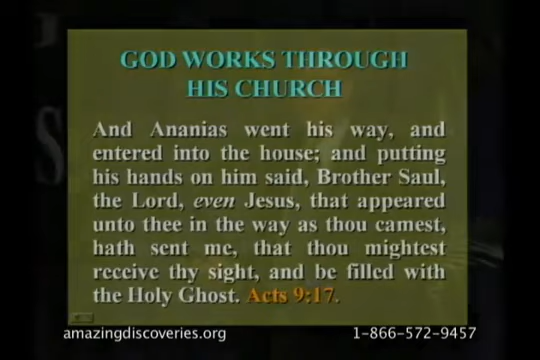 GOD WORKS THROUGH
HIS CHURCH
And Ananias went his way, and
entered into the house; and putting
his hands on him said, Brother Saul,
the Lord, even Jesus, that appeared
unto thee in the way as thou camest,
hath sent me, that thou mightest
receive thy sight, and be filled with
the Holy Ghost. Acts 9:17.
amazingdiscoveries.org 1-866-572-9457